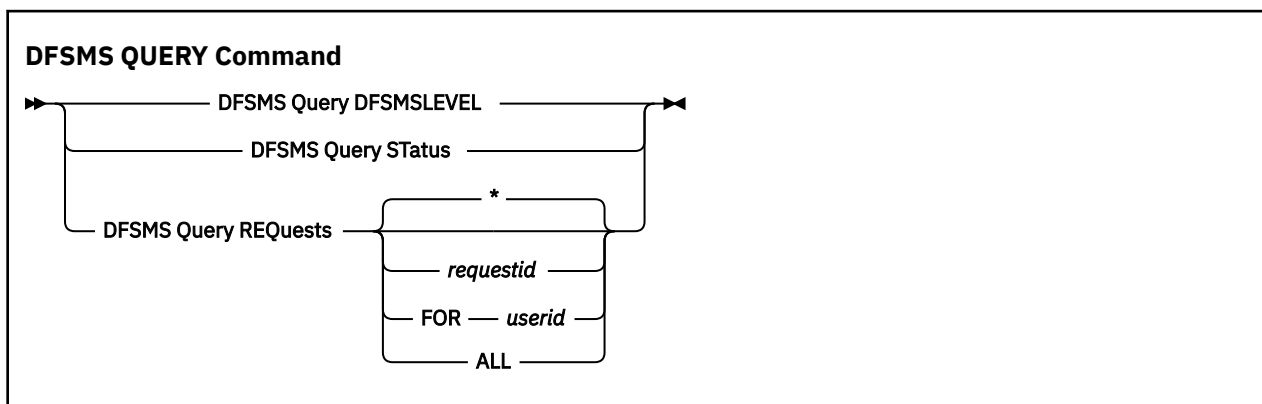 DFSMS QUERY Command
DFSMS Query DFSMSLEVEL
DFSMS Query STatus
*
DFSMS Query REQuests
requestid
FOR userid
ALL